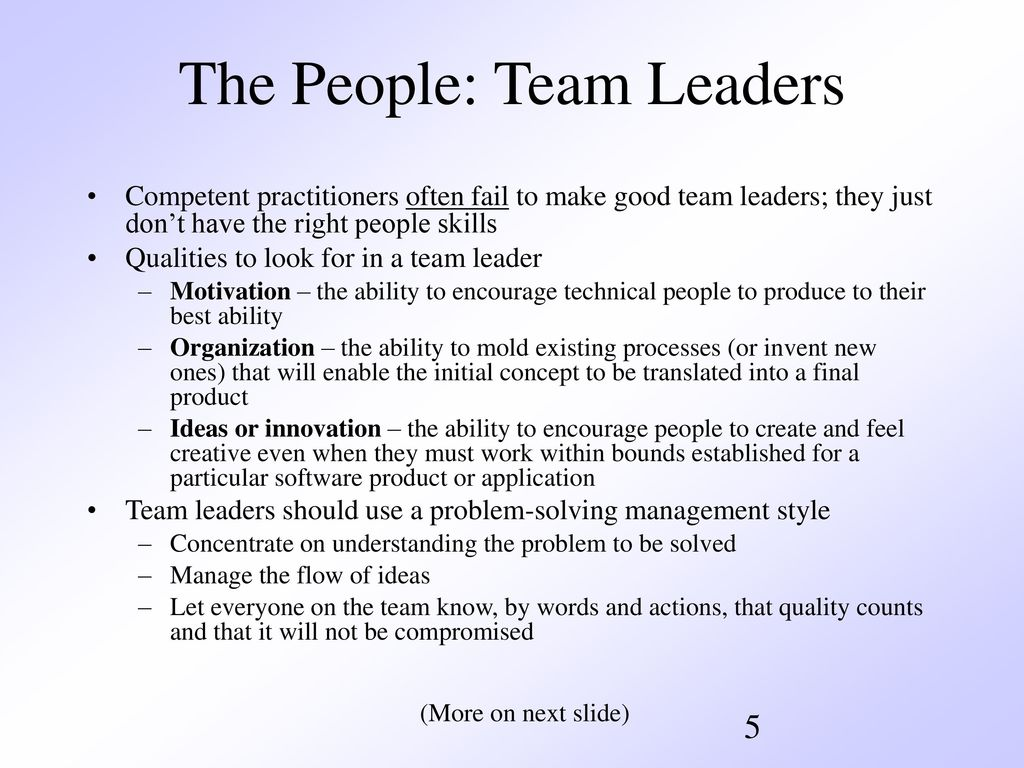 The People: Team Leaders
• Competent practitioners often fail to make good team leaders; they just
don’t have the right people skills
• Qualities to look for in a team leader
– Motivation – the ability to encourage technical people to produce to their
best ability
– Organization – the ability to mold existing processes (or invent new
ones) that will enable the initial concept to be translated into a final
product
– Ideas or innovation – the ability to encourage people to create and feel
creative even when they must work within bounds established for a
particular software product or application
• Team leaders should use a problem-solving management style
– Concentrate on understanding the problem to be solved
– Manage the flow of ideas
– Let everyone on the team know, by words and actions, that quality counts
and that it will not be compromised
(More on next slide)
5